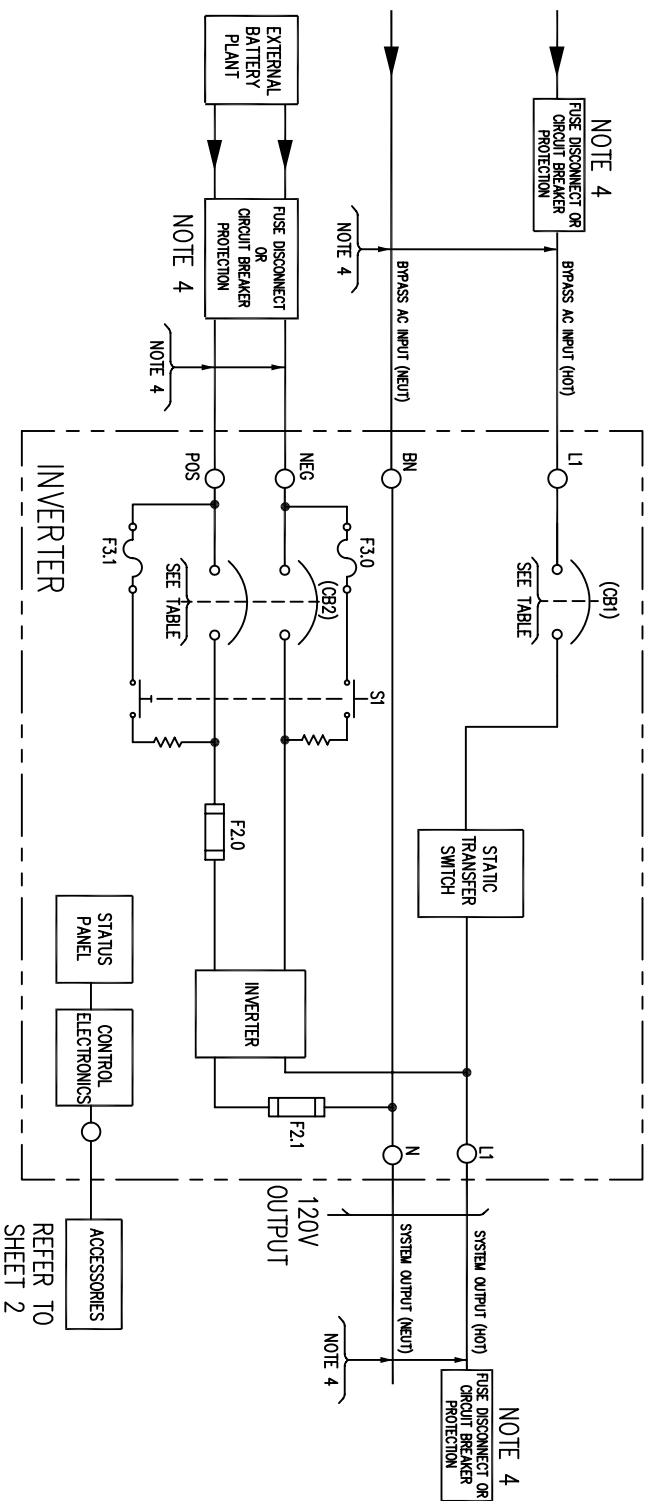 NOTE 4
FUSE DISCONNECT OR
CIRCUIT BREAKER
PROTECTION
BYPASS AC INPUT (HOT)
L1
(CB1)
SEE TABLE
STATIC
TRANSFER
SWITCH
L1
SYSTEM OUTPUT (HOT)
NOTE 4
FUSE DISCONNECT OR
CIRCUIT BREAKER
PROTECTION
BYPASS AC INPUT (NEUT)
NOTE 4
BN
N
SYSTEM OUTPUT (NEUT)
NOTE 4
120V
OUTPUT
EXTERNAL
BATTERY
PLANT
FUSE DISCONNECT
OR
CIRCUIT BREAKER
PROTECTION
NOTE 4
NOTE 4
NEG
POS
F3.0
(CB2)
SEE TABLE
F3.1
S1
F2.0
INVERTER
F2.1
INVERTER
STATUS
PANEL
CONTROL
ELECTRONICS
ACCESSORIES
REFER TO
SHEET 2